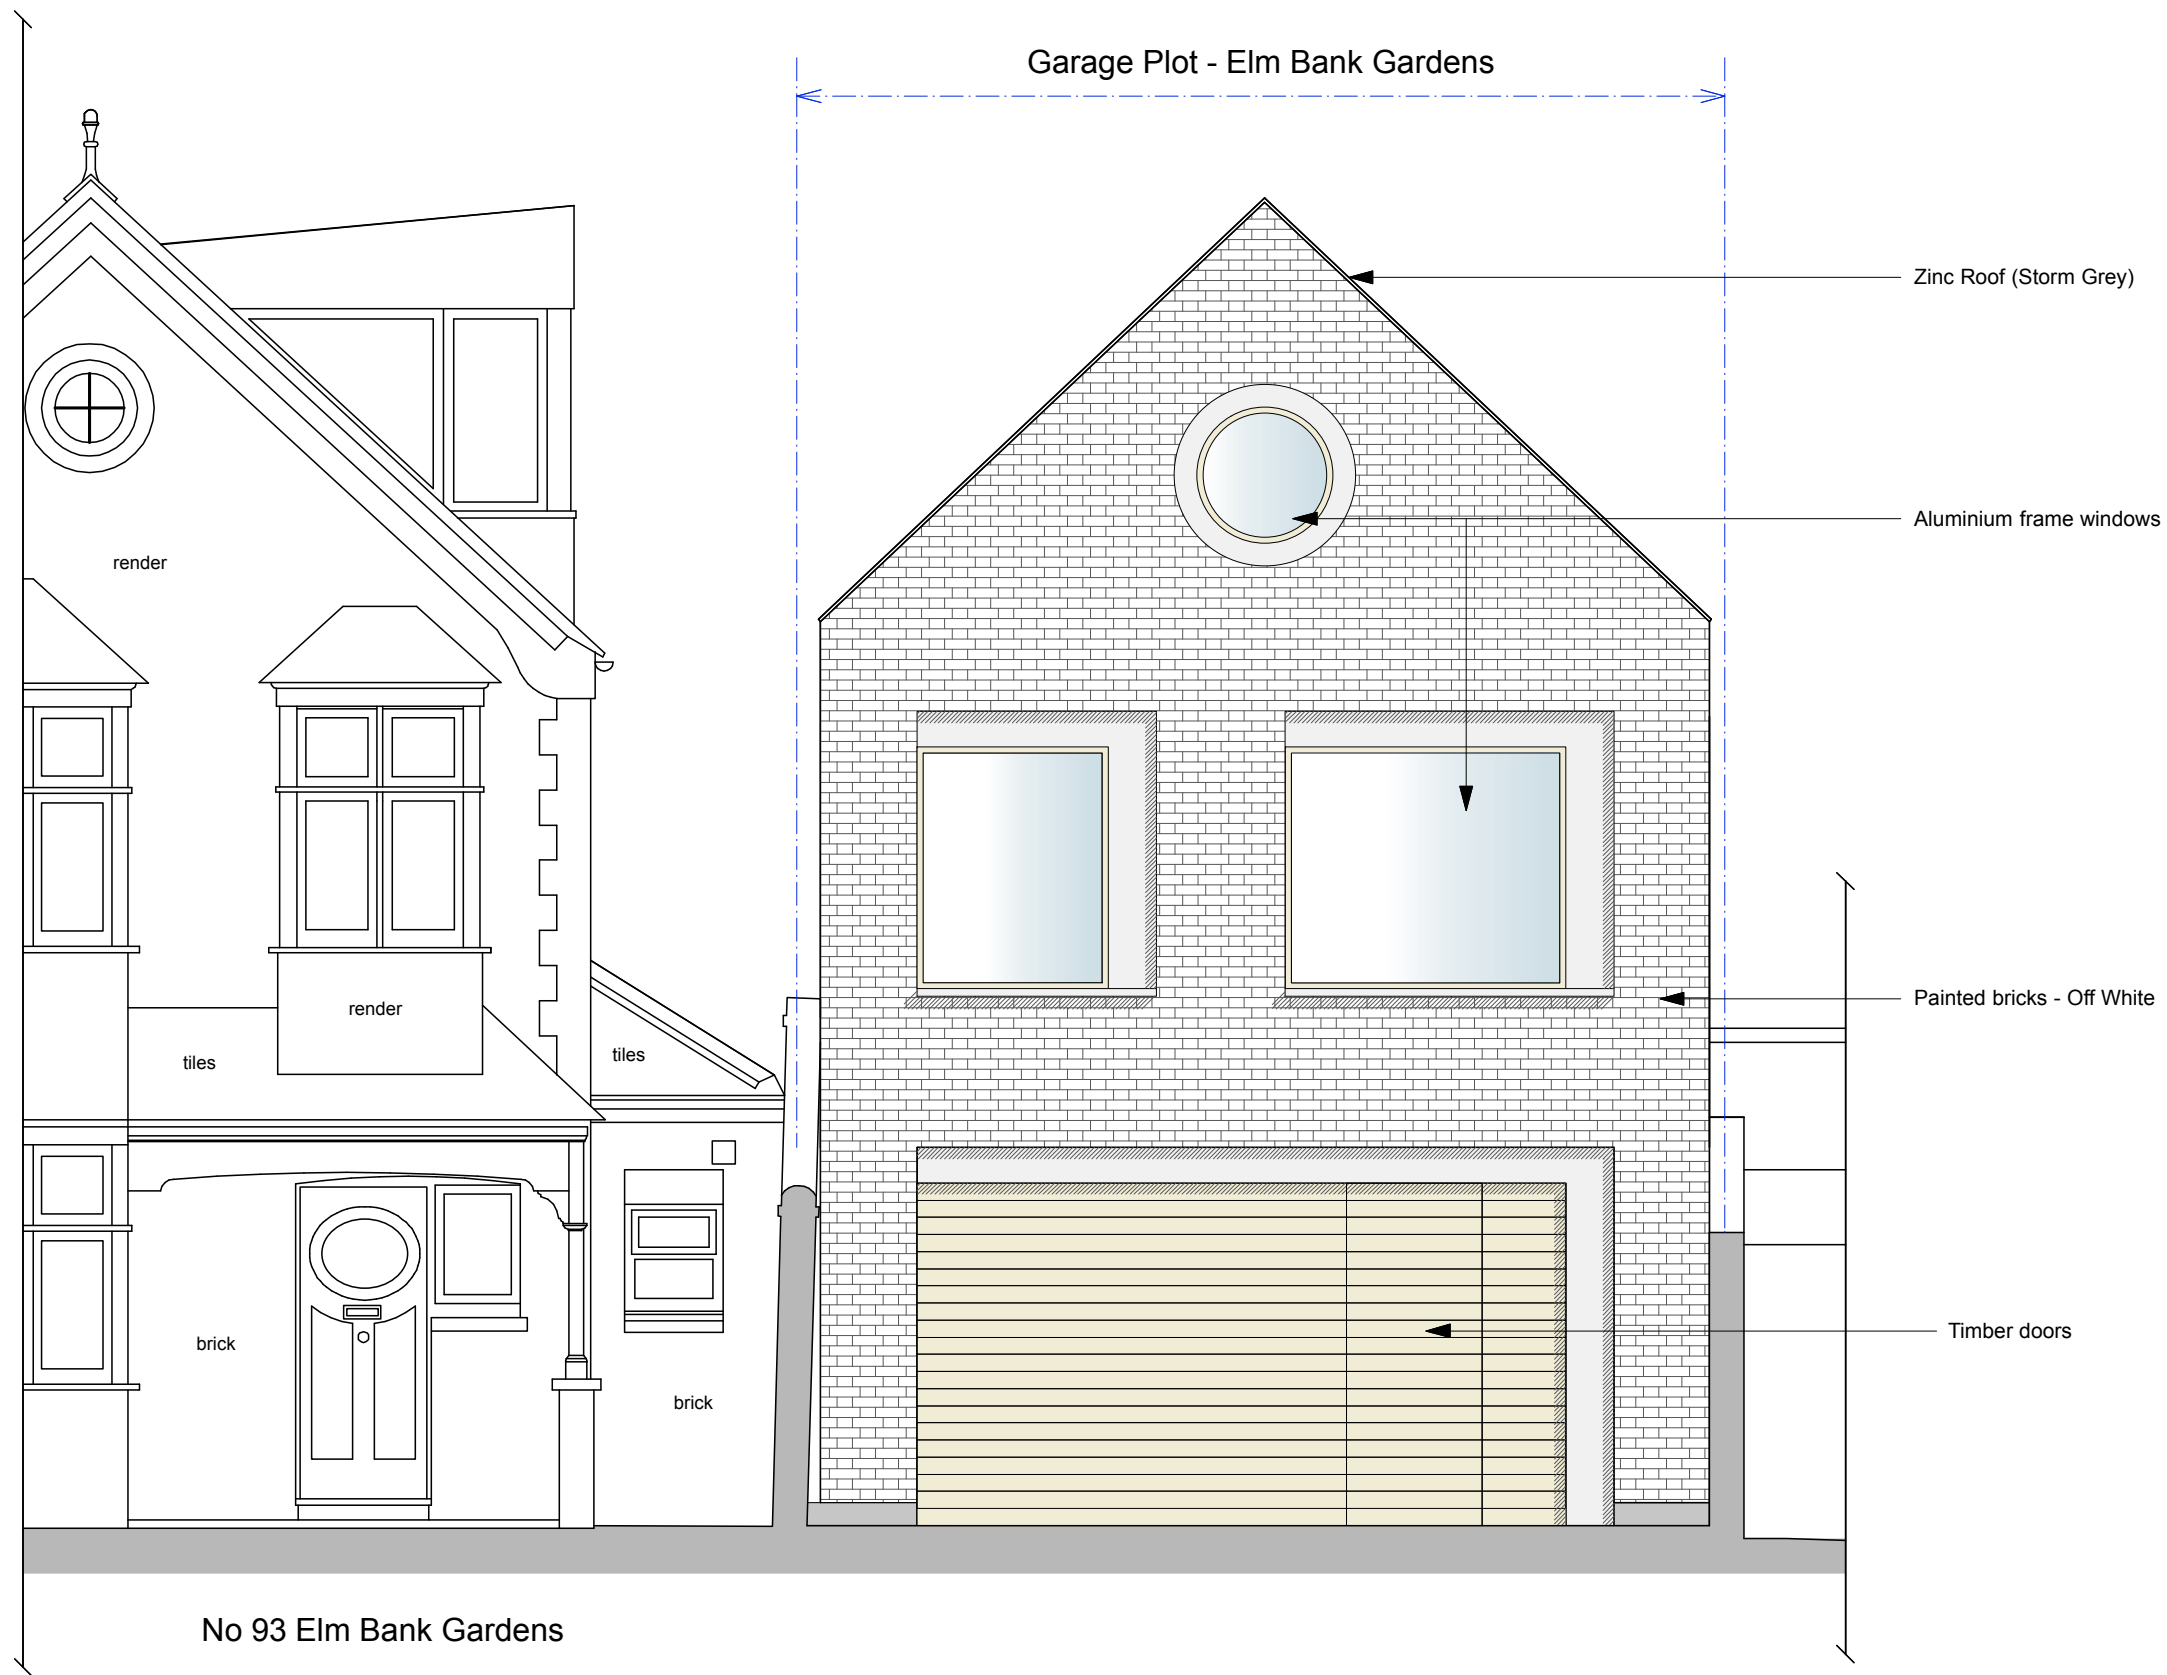 Garage Plot - Elm Bank Gardens
Zinc Roof (Storm Grey)
Aluminium frame windows
render
Painted bricks - Off White
render
tiles
tiles
Timber doors
brick
brick
No 93 Elm Bank Gardens